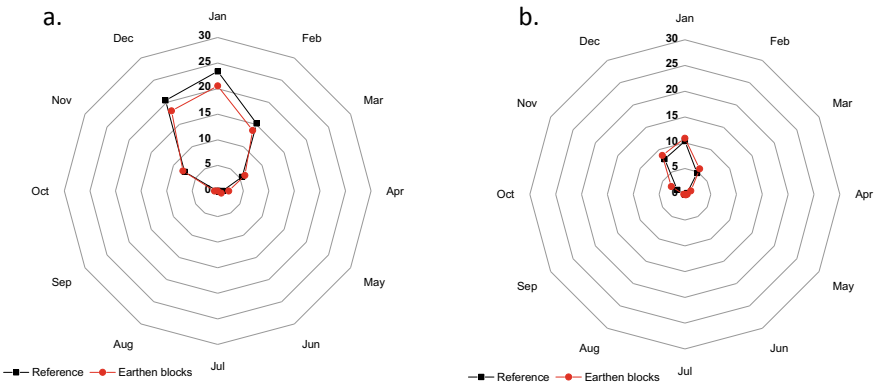 a.
Jan
Feb
Mar
Apr
May
Jun
Jul
Aug
Sep
Oct
Nov
Dec
30
25
20
15
10
5
0
Reference Earthen blocks
b.
Jan
Feb
Mar
Apr
May
Jun
Jul
Aug
Sep
Oct
Nov
Dec
30
25
20
15
10
5
0
Reference Earthen blocks